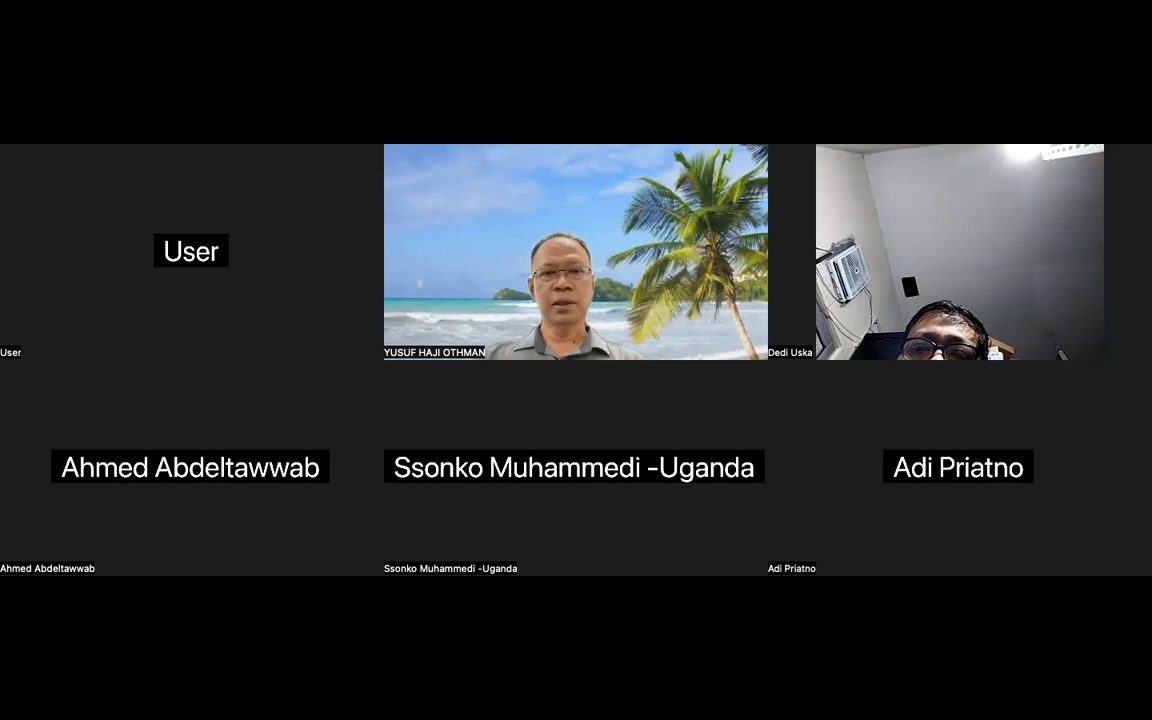 User
User
YUSUF HAJI OTHMAN
Dedi Uska
Ahmed Abdeltawwab
Ssonko Muhammedi -Uganda
Adi Priatno
Ahmed Abdeltawwab
Ssonko Muhammedi -Uganda
Adi Priatno